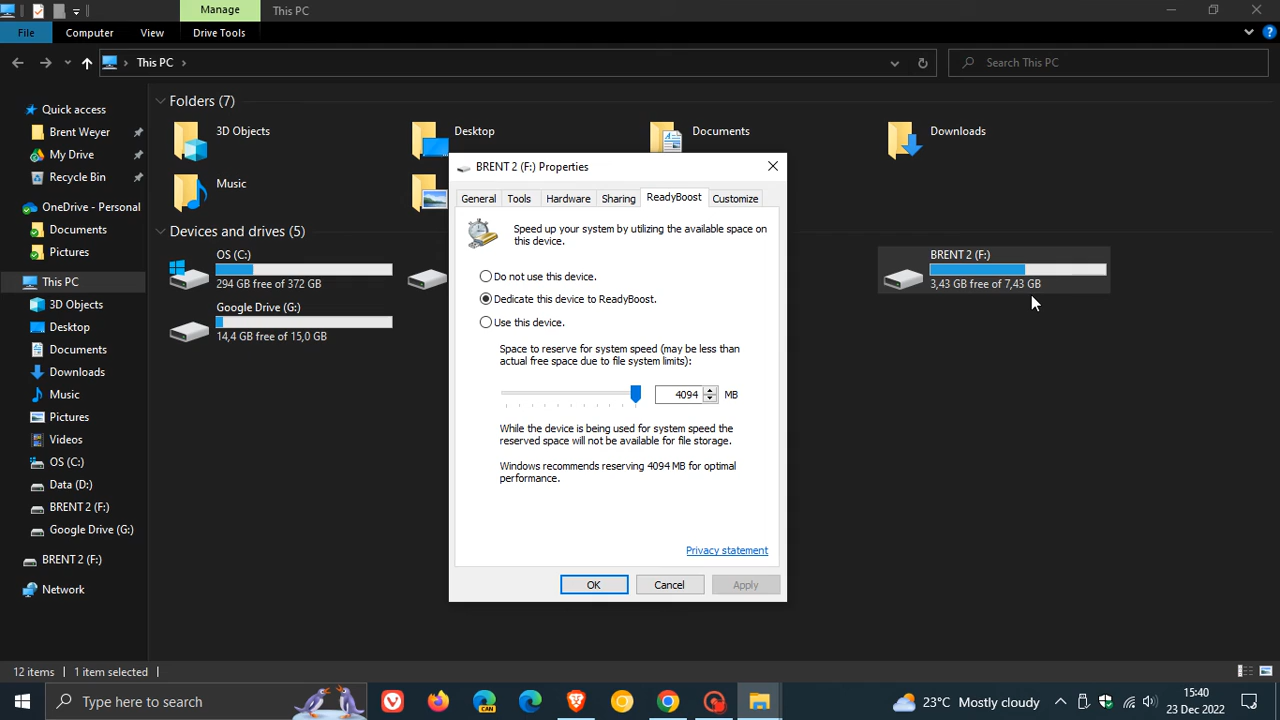 Manage
This PC
File
Computer
View
Drive Tools
This PC
Search This PC
Quick access
Brent Weyer
My Drive
Recycle Bin
OneDrive - Personal
Documents
Pictures
This PC
3D Objects
Desktop
Documents
Downloads
Music
Pictures
Videos
OS (C:)
Data (D:)
BRENT 2 (F:)
Google Drive (G:)
BRENT 2 (F:)
Network
Folders (7)
3D Objects
Desktop
Documents
Downloads
Music
Devices and drives (5)
OS (C:)
294 GB free of 372 GB
BRENT 2 (F:)
3,43 GB free of 7,43 GB
Google Drive (G:)
14,4 GB free of 15,0 GB
BRENT 2 (F:) Properties
General
Tools
Hardware
Sharing
ReadyBoost
Customize
Speed up your system by utilizing the available space on
this device.
Do not use this device.
Dedicate this device to ReadyBoost.
Use this device.
Space to reserve for system speed (may be less than
actual free space due to file system limits):
4094 MB
While the device is being used for system speed the
reserved space will not be available for file storage.
Windows recommends reserving 4094 MB for optimal
performance.
Privacy statement
OK
Cancel
Apply
12 items
1 item selected
Type here to search
CAN
23°C Mostly cloudy
15:40
23 Dec 2022